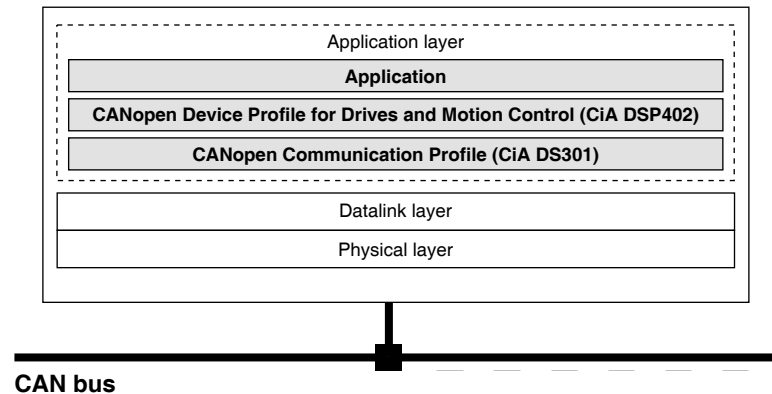 Application layer
Application
CANopen Device Profile for Drives and Motion Control (CiA DSP402)
CANopen Communication Profile (CiA DS301)
Datalink layer
Physical layer
CAN bus